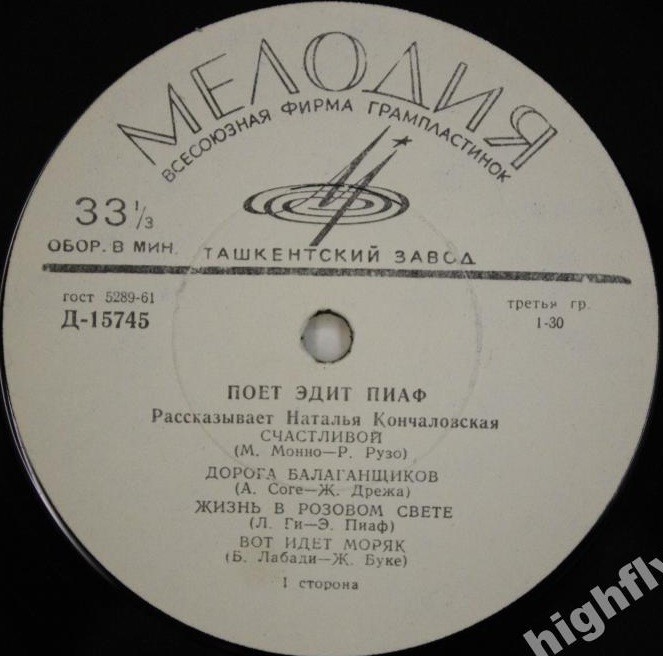 МЕЛОДИЯ
ВСЕСОЮЗНАЯ ФИРМА ГРАМПЛАСТИНОК
33 1/3
ОБОР. В МИН.
ТАШКЕНТСКИЙ ЗАВОД
гост 5289-61
Д-15745
третья гр.
1-30
ПОЕТ ЭДИТ ПИАФ
Рассказывает Наталья Кончаловская
СЧАСТЛИВОЙ
(М. Монно—Р. Рузо)
ДОРОГА БАЛАГАНЩИКОВ
(А. Соге—Ж. Дрежа)
ЖИЗНЬ В РОЗОВОМ СВЕТЕ
(Л. Ги—Э. Пиаф)
ВОТ ИДЕТ МОРЯК
(Б. Лабади—Ж. Буке)
I сторона
highfly